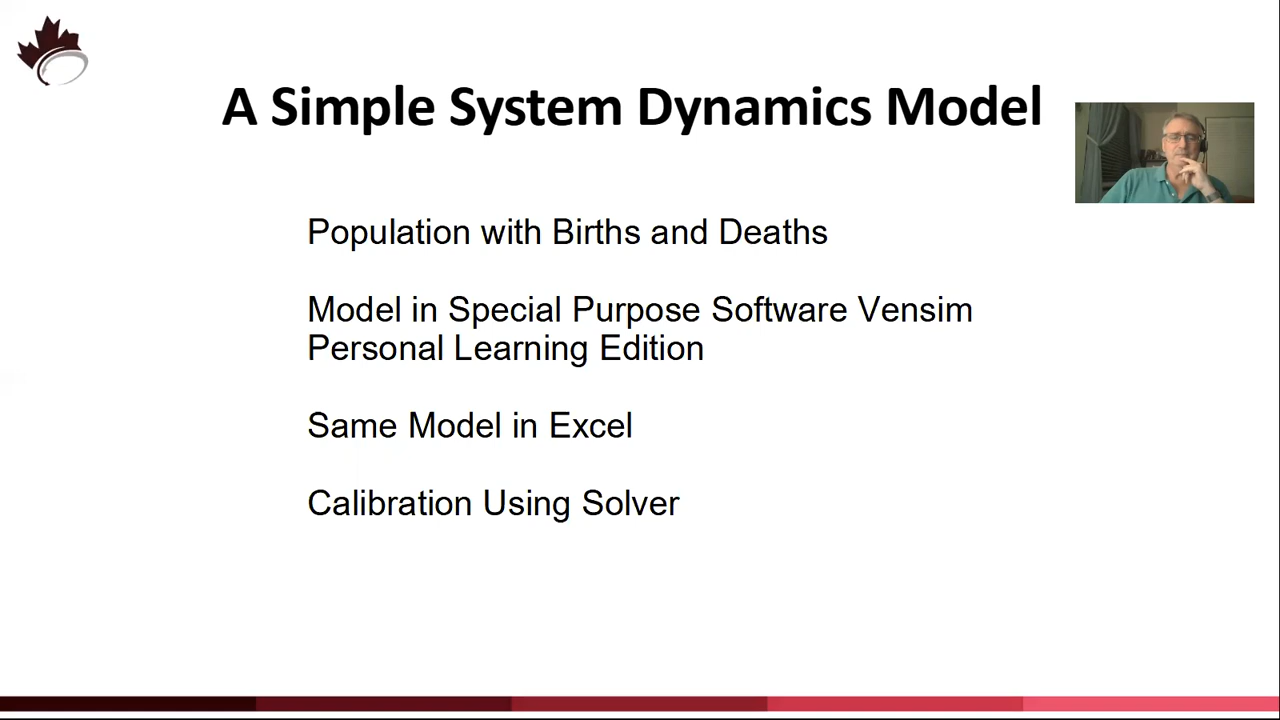 A Simple System Dynamics Model
Population with Births and Deaths
Model in Special Purpose Software Vensim
Personal Learning Edition
Same Model in Excel
Calibration Using Solver